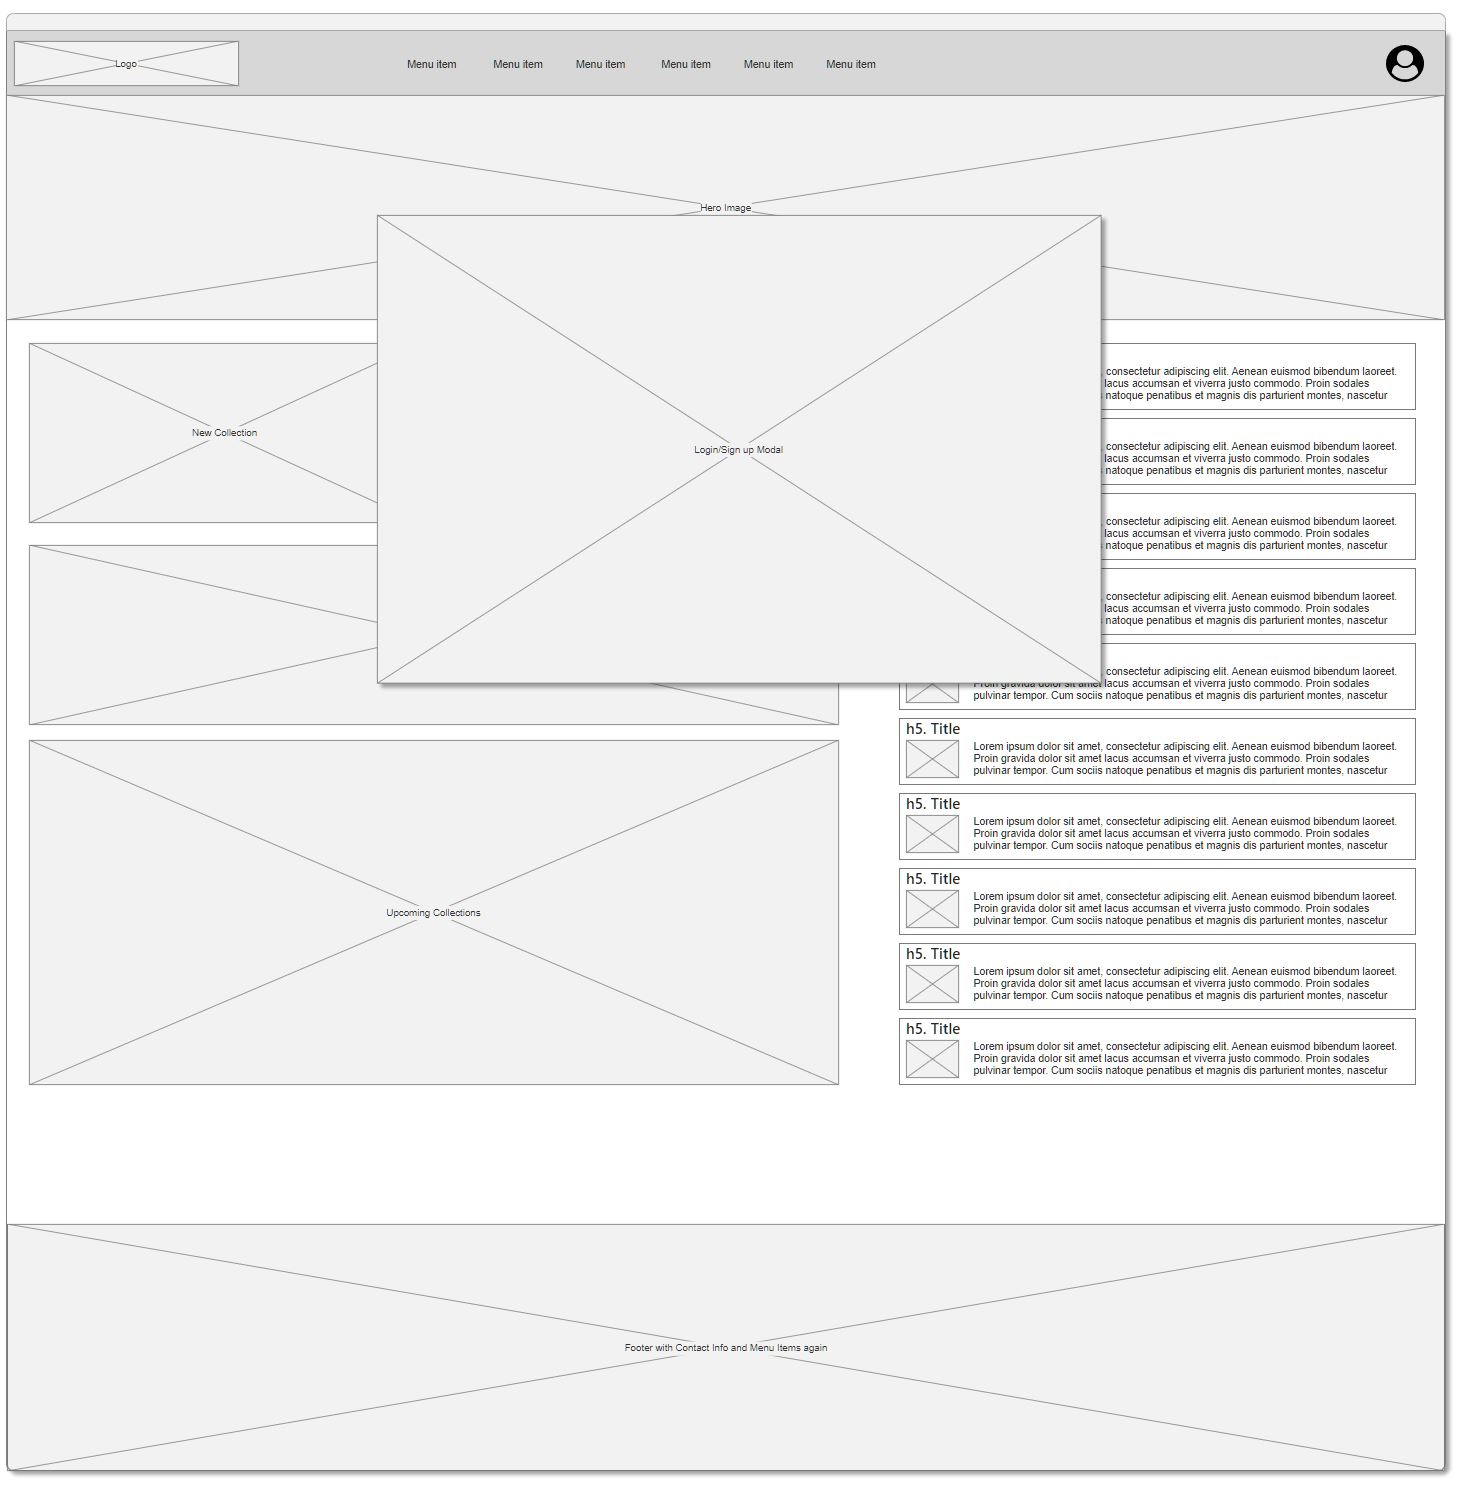 Logo
Menu item
Menu item
Menu item
Menu item
Menu item
Menu item
Hero Image
New Collection
Login/Sign up Modal
Upcoming Collections
consectetur adipiscing elit. Aenean euismod bibendum laoreet.
lacus accumsan et viverra justo commodo. Proin sodales
natoque penatibus et magnis dis parturient montes, nascetur
consectetur adipiscing elit. Aenean euismod bibendum laoreet.
lacus accumsan et viverra justo commodo. Proin sodales
natoque penatibus et magnis dis parturient montes, nascetur
consectetur adipiscing elit. Aenean euismod bibendum laoreet.
lacus accumsan et viverra justo commodo. Proin sodales
natoque penatibus et magnis dis parturient montes, nascetur
consectetur adipiscing elit. Aenean euismod bibendum laoreet.
lacus accumsan et viverra justo commodo. Proin sodales
natoque penatibus et magnis dis parturient montes, nascetur
consectetur adipiscing elit. Aenean euismod bibendum laoreet.
Proin gravida dolor sit amet lacus accumsan et viverra justo commodo. Proin sodales
pulvinar tempor. Cum sociis natoque penatibus et magnis dis parturient montes, nascetur
h5. Title
Lorem ipsum dolor sit amet, consectetur adipiscing elit. Aenean euismod bibendum laoreet.
Proin gravida dolor sit amet lacus accumsan et viverra justo commodo. Proin sodales
pulvinar tempor. Cum sociis natoque penatibus et magnis dis parturient montes, nascetur
h5. Title
Lorem ipsum dolor sit amet, consectetur adipiscing elit. Aenean euismod bibendum laoreet.
Proin gravida dolor sit amet lacus accumsan et viverra justo commodo. Proin sodales
pulvinar tempor. Cum sociis natoque penatibus et magnis dis parturient montes, nascetur
h5. Title
Lorem ipsum dolor sit amet, consectetur adipiscing elit. Aenean euismod bibendum laoreet.
Proin gravida dolor sit amet lacus accumsan et viverra justo commodo. Proin sodales
pulvinar tempor. Cum sociis natoque penatibus et magnis dis parturient montes, nascetur
h5. Title
Lorem ipsum dolor sit amet, consectetur adipiscing elit. Aenean euismod bibendum laoreet.
Proin gravida dolor sit amet lacus accumsan et viverra justo commodo. Proin sodales
pulvinar tempor. Cum sociis natoque penatibus et magnis dis parturient montes, nascetur
h5. Title
Lorem ipsum dolor sit amet, consectetur adipiscing elit. Aenean euismod bibendum laoreet.
Proin gravida dolor sit amet lacus accumsan et viverra justo commodo. Proin sodales
pulvinar tempor. Cum sociis natoque penatibus et magnis dis parturient montes, nascetur
Footer with Contact Info and Menu Items again